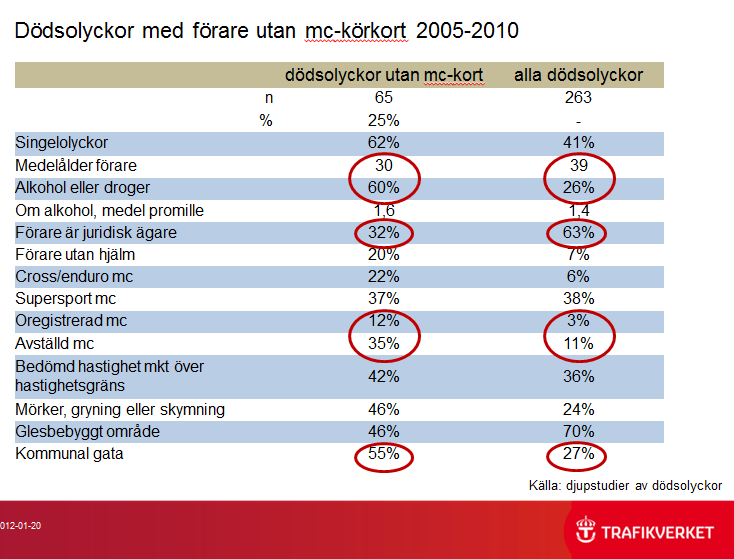 Dödsolyckor med förare utan mc-körkort 2005-2010
dödsolyckor utan mc-kort alla dödsolyckor
n 65 263
% 25% -
Singelolyckor 62% 41%
Medelålder förare 30 39
Alkohol eller droger 60% 26%
Om alkohol, medel promille 1,6 1,4
Förare är juridisk ägare 32% 63%
Förare utan hjälm 20% 7%
Cross/enduro mc 22% 6%
Supersport mc 37% 38%
Oregistrerad mc 12% 3%
Avställd mc 35% 11%
Bedömd hastighet mkt över
hastighetsgräns 42% 36%
Mörker, gryning eller skymning 46% 24%
Glesbebyggt område 46% 70%
Kommunal gata 55% 27%
Källa: djupstudier av dödsolyckor
012-01-20
TRAFIKVERKET